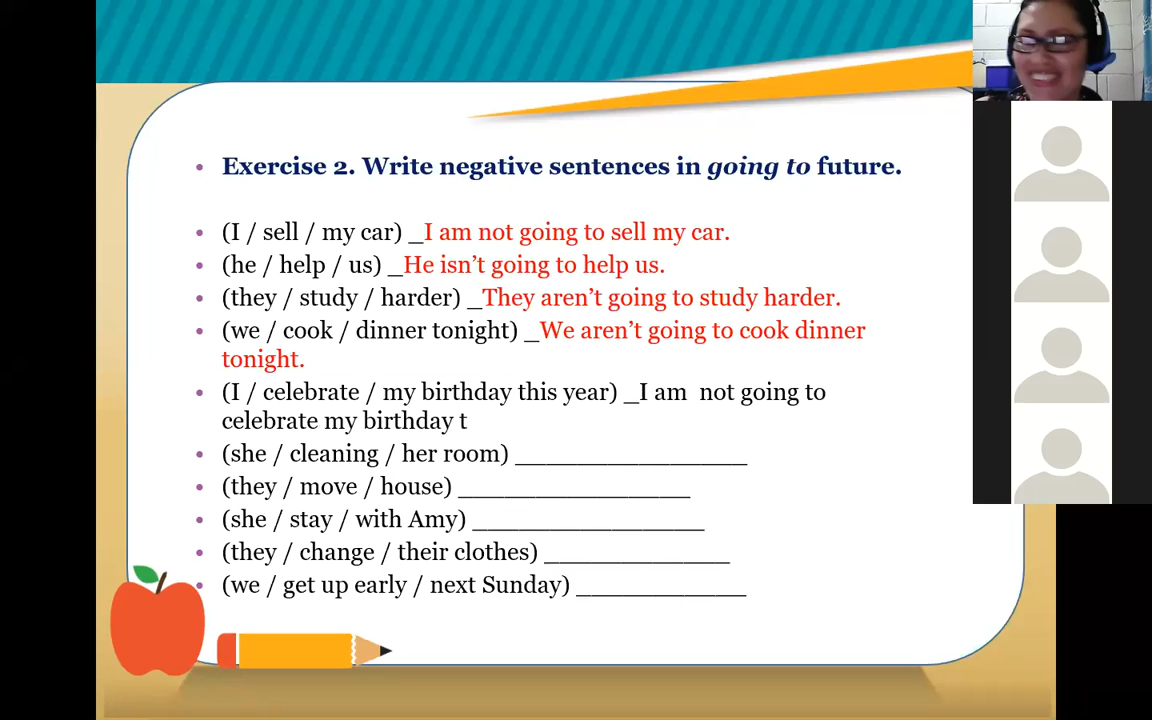 • Exercise 2. Write negative sentences in going to future.
• (I / sell / my car) _I am not going to sell my car.
• (he / help / us) _He isn’t going to help us.
• (they / study / harder) _They aren’t going to study harder.
• (we / cook / dinner tonight) _We aren’t going to cook dinner
tonight.
• (I / celebrate / my birthday this year) _I am  not going to
celebrate my birthday t
• (she / cleaning / her room) _________________
• (they / move / house) _________________
• (she / stay / with Amy) _________________
• (they / change / their clothes) ______________
• (we / get up early / next Sunday) _____________